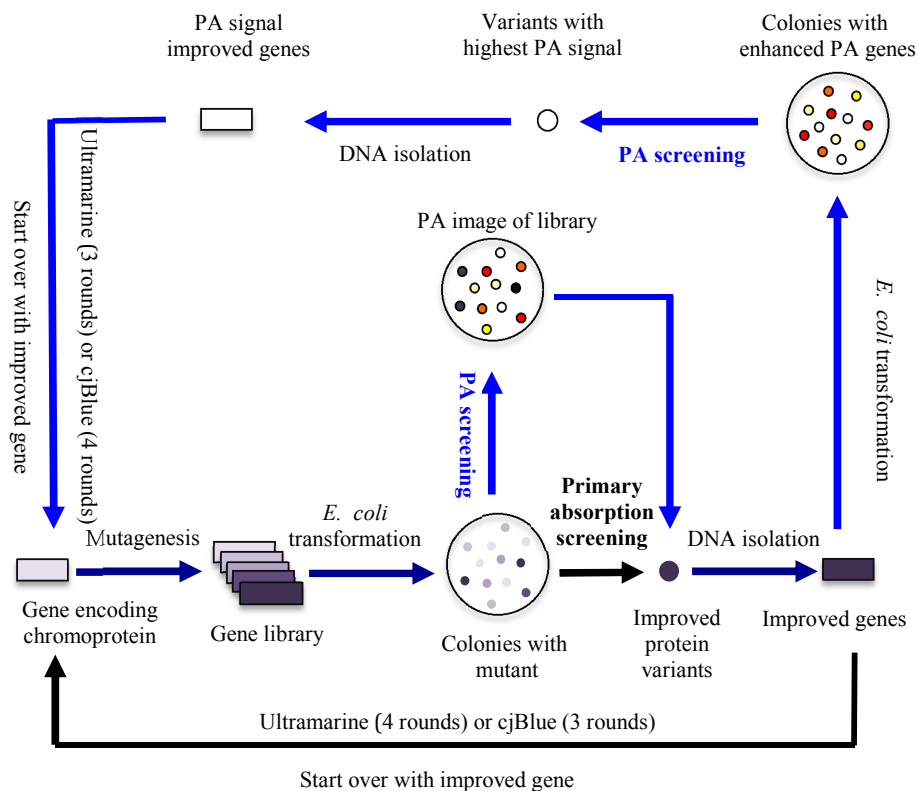 PA signal
improved genes
Variants with
highest PA signal
Colonies with
enhanced PA genes
DNA isolation
PA screening
PA image of library
Start over with improved gene
Ultramarine (3 rounds) or cjBlue (4 rounds)
PA screening
E. coli transformation
Primary
absorption
screening
Mutagenesis
E. coli
transformation
DNA isolation
Gene encoding
chromoprotein
Gene library
Colonies with
mutant
Improved
protein
variants
Improved genes
Ultramarine (4 rounds) or cjBlue (3 rounds)
Start over with improved gene